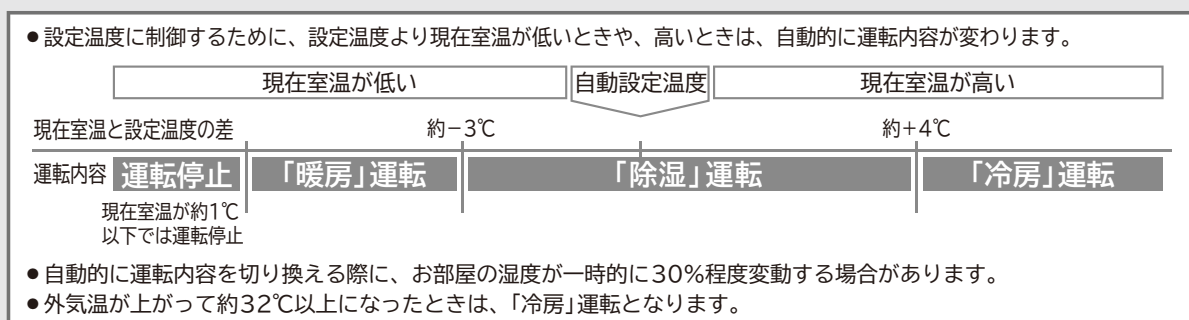 ●設定温度に制御するために、設定温度より現在室温が低いときや、高いときは、自動的に運転内容が変わります。
現在室温が低い 自動設定温度 現在室温が高い
現在室温と設定温度の差 約−3℃ 約+4℃
運転内容 運転停止 「暖房」運転 「除湿」運転 「冷房」運転
現在室温が約1℃
以下では運転停止
●自動的に運転内容を切り換える際に、お部屋の湿度が一時的に30%程度変動する場合があります。
●外気温が上がって約32℃以上になったときは、「冷房」運転となります。